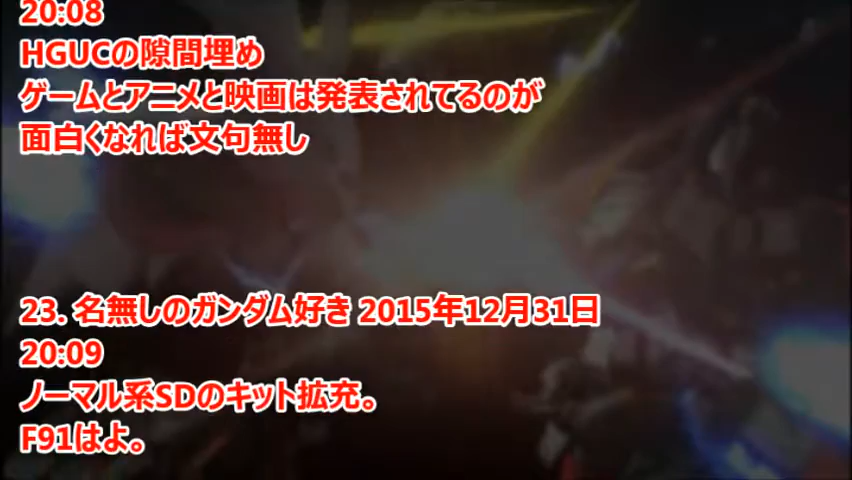 20:08
HGUCの隙間埋め
ゲームとアニメと映画は発表されてるのが
面白くなれば文句無し
23. 名無しのガンダム好き 2015年12月31日
20:09
ノーマル系SDのキット拡充。
F91はよ。